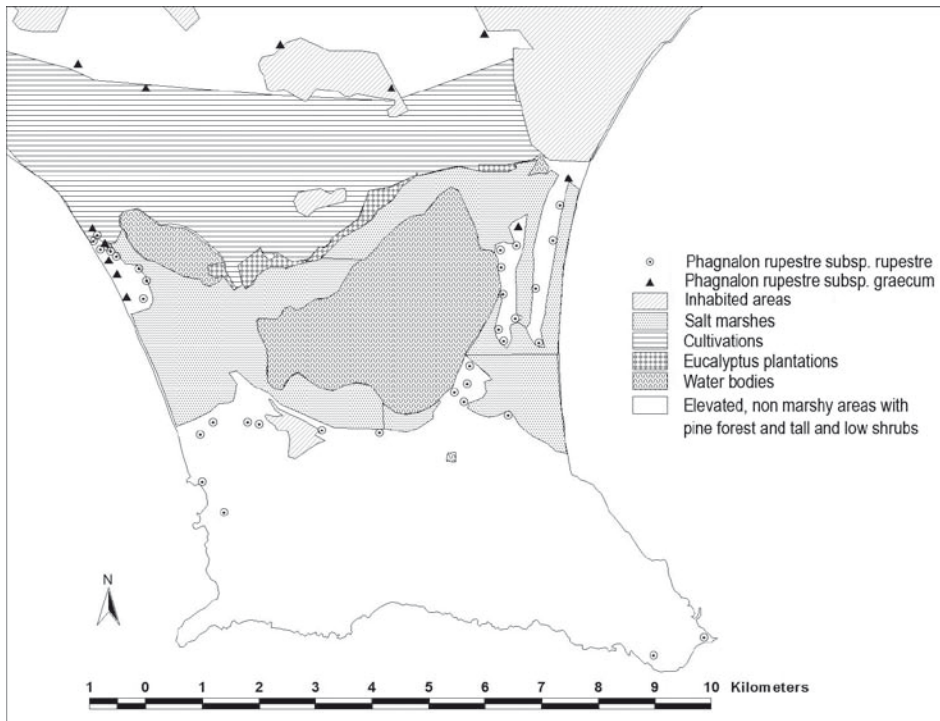 Phagnalon rupestre subsp. rupestre
Phagnalon rupestre subsp. graecum
Inhabited areas
Salt marshes
Cultivations
Eucalyptus plantations
Water bodies
Elevated, non marshy areas with
pine forest and tall and low shrubs
N
1 0 1 2 3 4 5 6 7 8 9 10 Kilometers